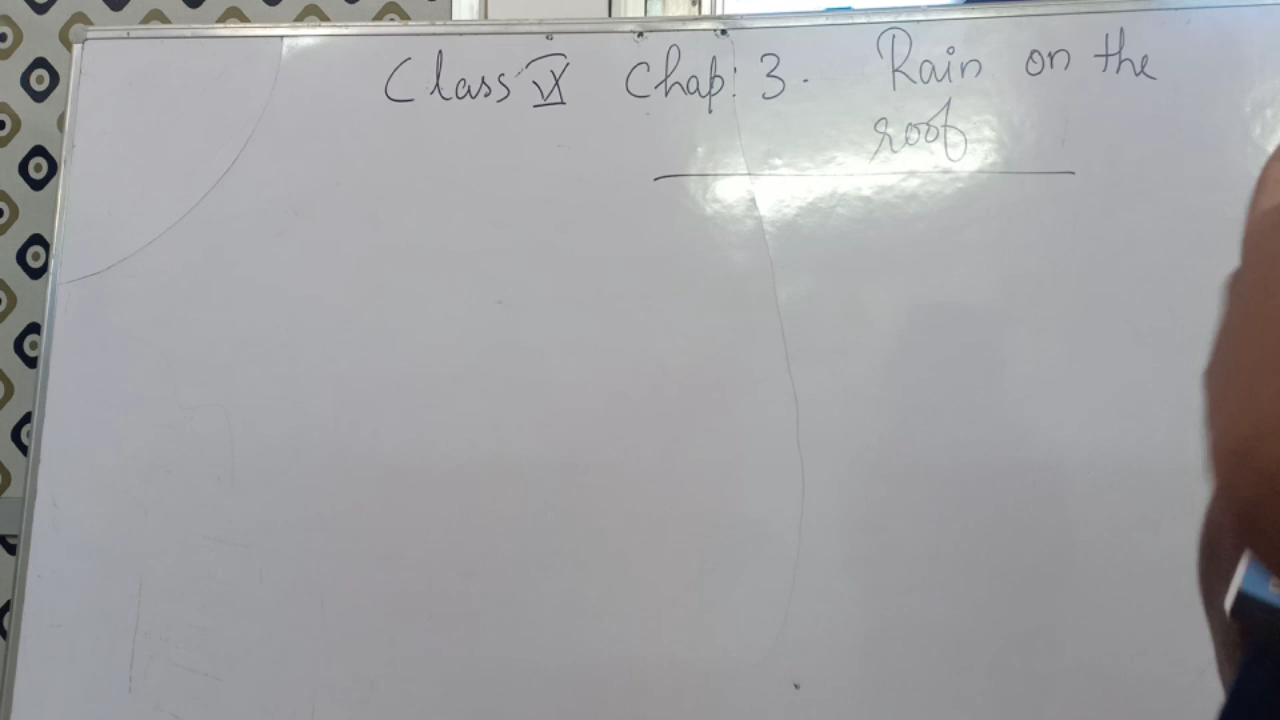 Class IX Chap: 3. Rain on the
roof